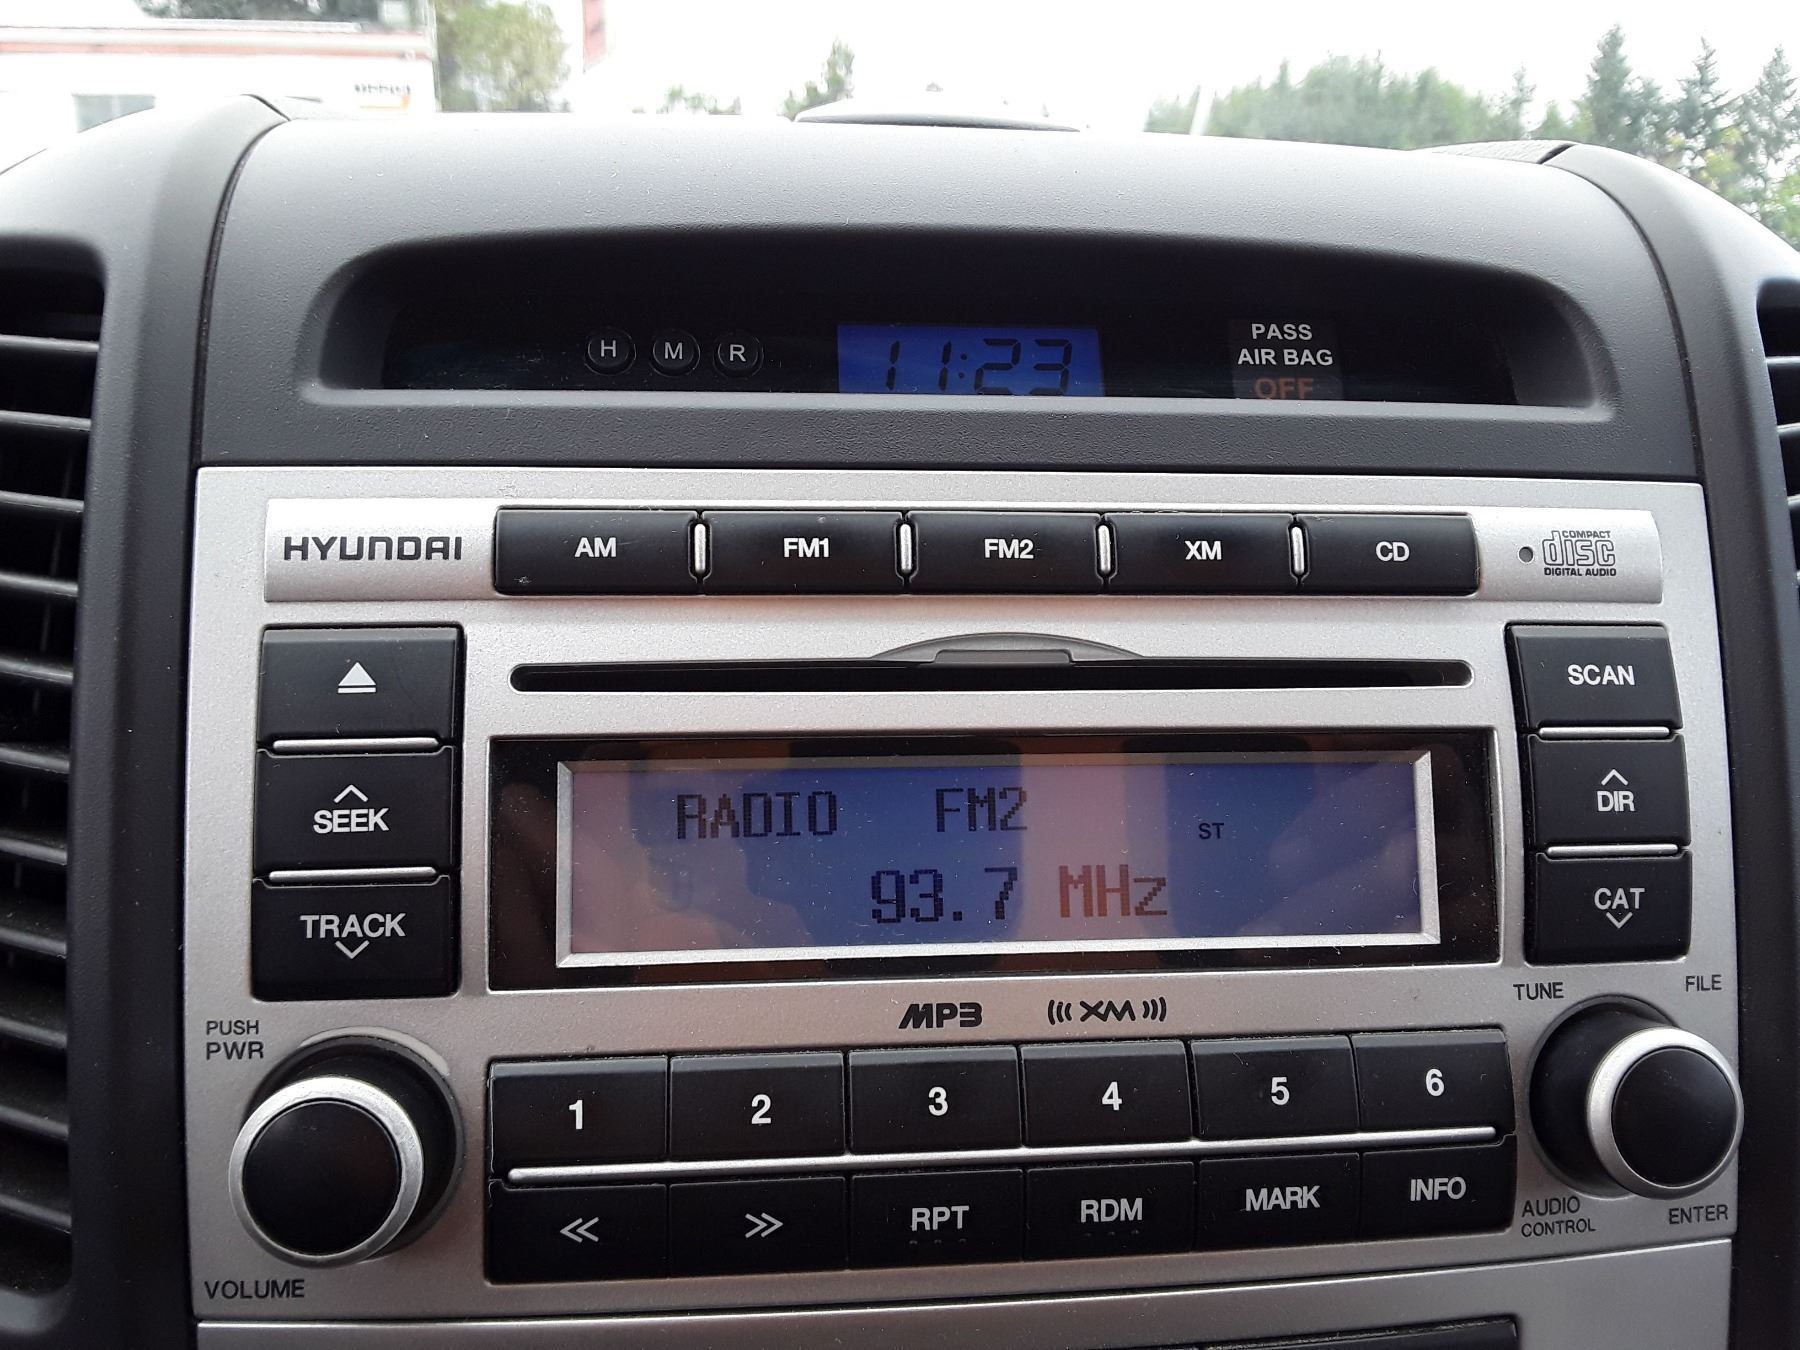 H M R
11:23
PASS
AIR BAG
OFF
HYUNDAI
AM FM1 FM2 XM CD
COMPACT
disc
DIGITAL AUDIO
SEEK
TRACK
SCAN
DIR
CAT
RADIO FM2 ST
93.7 MHz
MP3 XM
PUSH
PWR
VOLUME
TUNE FILE
1 2 3 4 5 6
RPT RDM MARK INFO
AUDIO
CONTROL
ENTER